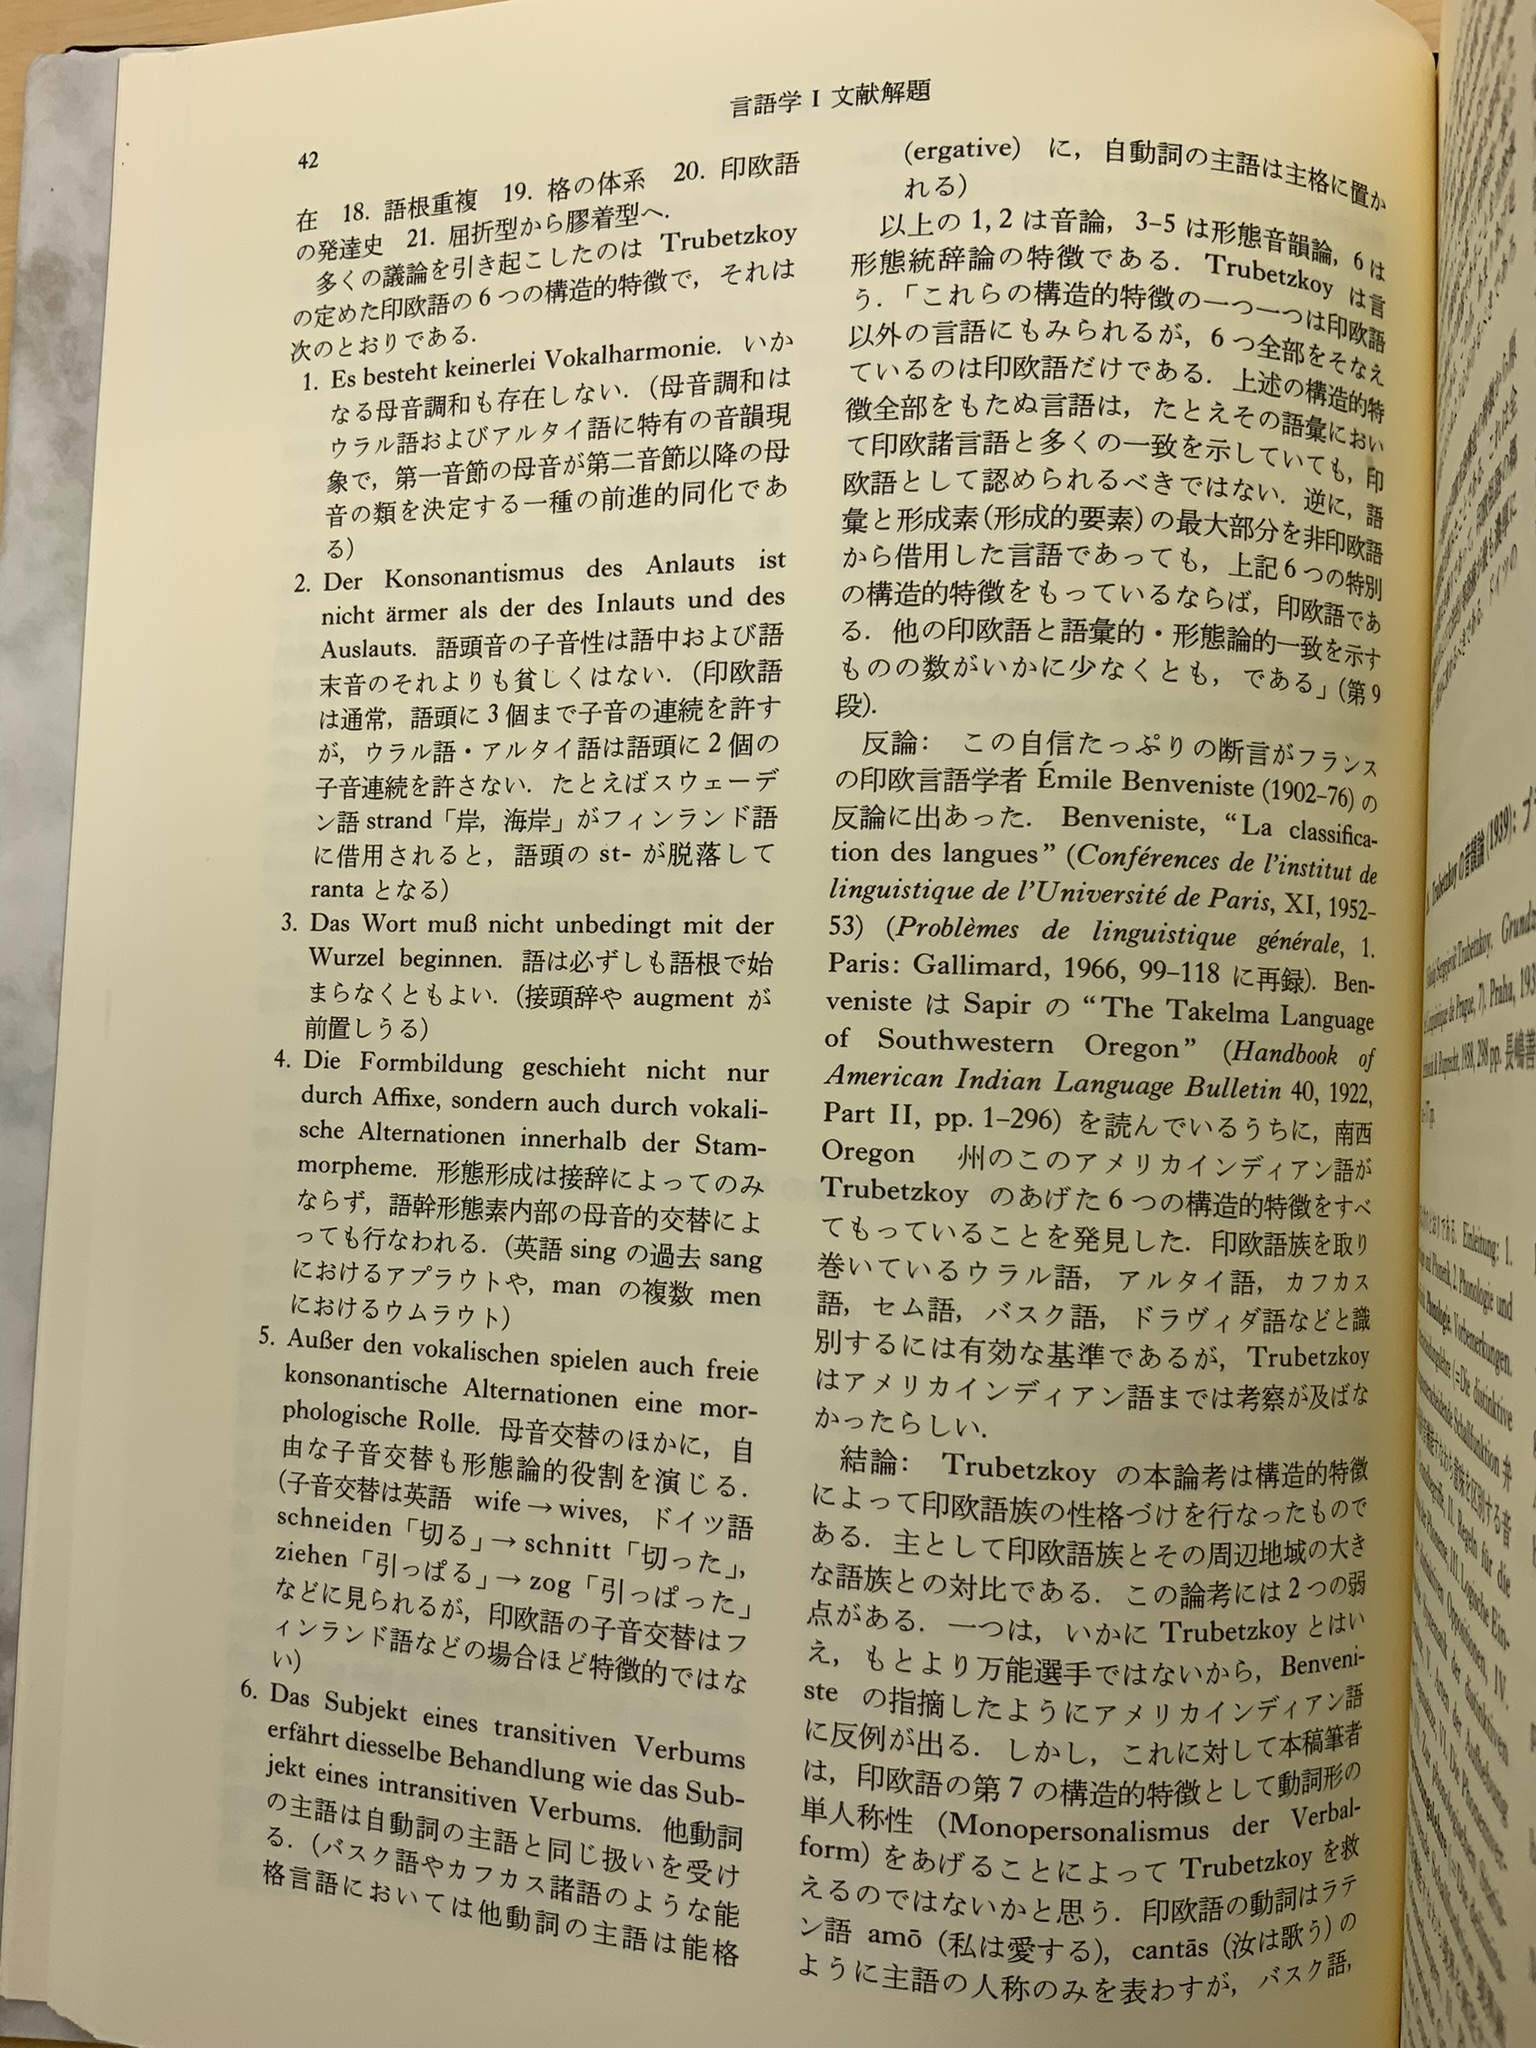 言語学 I 文献解題
42
在 18. 語根重複 19. 格の体系 20. 印欧語
の発達史 21. 屈折型から膠着型へ.
多くの議論を引き起こしたのは Trubetzkoy
の定めた印欧語の6つの構造的特徴で，それは
次のとおりである.
1. Es besteht keinerlei Vokalharmonie. いか
なる母音調和も存在しない.（母音調和は
ウラル語およびアルタイ語に特有の音韻現
象で，第一音節の母音が第二音節以降の母
音の類を決定する一種の前進的同化であ
る）
2. Der Konsonantismus des Anlauts ist
nicht ärmer als der des Inlauts und des
Auslauts. 語頭音の子音性は語中および語
末音のそれよりも貧しくはない.（印欧語
は通常，語頭に3個まで子音の連続を許す
が，ウラル語・アルタイ語は語頭に2個の
子音連続を許さない. たとえばスウェーデ
ン語 strand「岸，海岸」がフィンランド語
に借用されると，語頭の st- が脱落して
ranta となる）
3. Das Wort muß nicht unbedingt mit der
Wurzel beginnen. 語は必ずしも語根で始
まらなくともよい.（接頭辞や augment が
前置しうる）
4. Die Formbildung geschieht nicht nur
durch Affixe, sondern auch durch vokali-
sche Alternationen innerhalb der Stam-
morpheme. 形態形成は接辞によってのみ
ならず，語幹形態素内部の母音的交替によ
っても行なわれる.（英語 sing の過去 sang
におけるアプラウトや，man の複数 men
におけるウムラウト）
5. Außer den vokalischen spielen auch freie
konsonantische Alternationen eine mor-
phologische Rolle. 母音交替のほかに，自
由な子音交替も形態論的役割を演じる.
（子音交替は英語 wife→wives，ドイツ語
schneiden「切る」→schnitt「切った」，
ziehen「引っぱる」→zog「引っぱった」
などに見られるが，印欧語の子音交替はフ
ィンランド語などの場合ほど特徴的ではな
い）
6. Das Subjekt eines transitiven Verbums
erfährt diesselbe Behandlung wie das Sub-
jekt eines intransitiven Verbums. 他動詞
の主語は自動詞の主語と同じ扱いを受け
る.（バスク語やカフカス諸語のような能
格言語においては他動詞の主語は能格
(ergative) に，自動詞の主語は主格に置か
れる）
以上の1, 2は音論，3–5は形態音韻論，6は
形態統辞論の特徴である. Trubetzkoy は言
う.「これらの構造的特徴の一つ一つは印欧語
以外の言語にもみられるが，6つ全部をそなえ
ているのは印欧語だけである. 上述の構造的特
徴全部をもたぬ言語は，たとえその語彙におい
て印欧諸言語と多くの一致を示していても，印
欧語として認められるべきではない. 逆に，語
彙と形成素（形成的要素）の最大部分を非印欧語
から借用した言語であっても，上記6つの特別
の構造的特徴をもっているならば，印欧語であ
る. 他の印欧語と語彙的・形態論的一致を示す
ものの数がいかに少なくとも，である」（第9
段）.
反論： この自信たっぷりの断言がフランス
の印欧言語学者 Émile Benveniste (1902–76) の
反論に出あった. Benveniste, “La classifica-
tion des langues” (Conférences de l'institut de
linguistique de l'Université de Paris, XI, 1952-
53) (Problèmes de linguistique générale, 1.
Paris: Gallimard, 1966, 99–118 に再録). Ben-
veniste は Sapir の “The Takelma Language
of Southwestern Oregon” (Handbook of
American Indian Language Bulletin 40, 1922,
Part II, pp. 1–296) を読んでいるうちに，南西
Oregon 州のこのアメリカインディアン語が
Trubetzkoy のあげた6つの構造的特徴をすべ
てもっていることを発見した. 印欧語族を取り
巻いているウラル語，アルタイ語，カフカス
語，セム語，バスク語，ドラヴィダ語などと識
別するには有効な基準であるが，Trubetzkoy
はアメリカインディアン語までは考察が及ばな
かったらしい.
結論： Trubetzkoy の本論考は構造的特徴
によって印欧語族の性格づけを行なったもので
ある. 主として印欧語族とその周辺地域の大き
な語族との対比である. この論考には2つの弱
点がある. 一つは，いかに Trubetzkoy とはい
え，もとより万能選手ではないから，Benveni-
ste の指摘したようにアメリカインディアン語
に反例が出る. しかし，これに対して本稿筆者
は，印欧語の第7の構造的特徴として動詞形の
単人称性 (Monopersonalismus der Verbal-
form) をあげることによって Trubetzkoy を救
えるのではないかと思う. 印欧語の動詞はラテ
ン語 amō（私は愛する），cantās（汝は歌う）の
ように主語の人称のみを表わすが，バスク語，